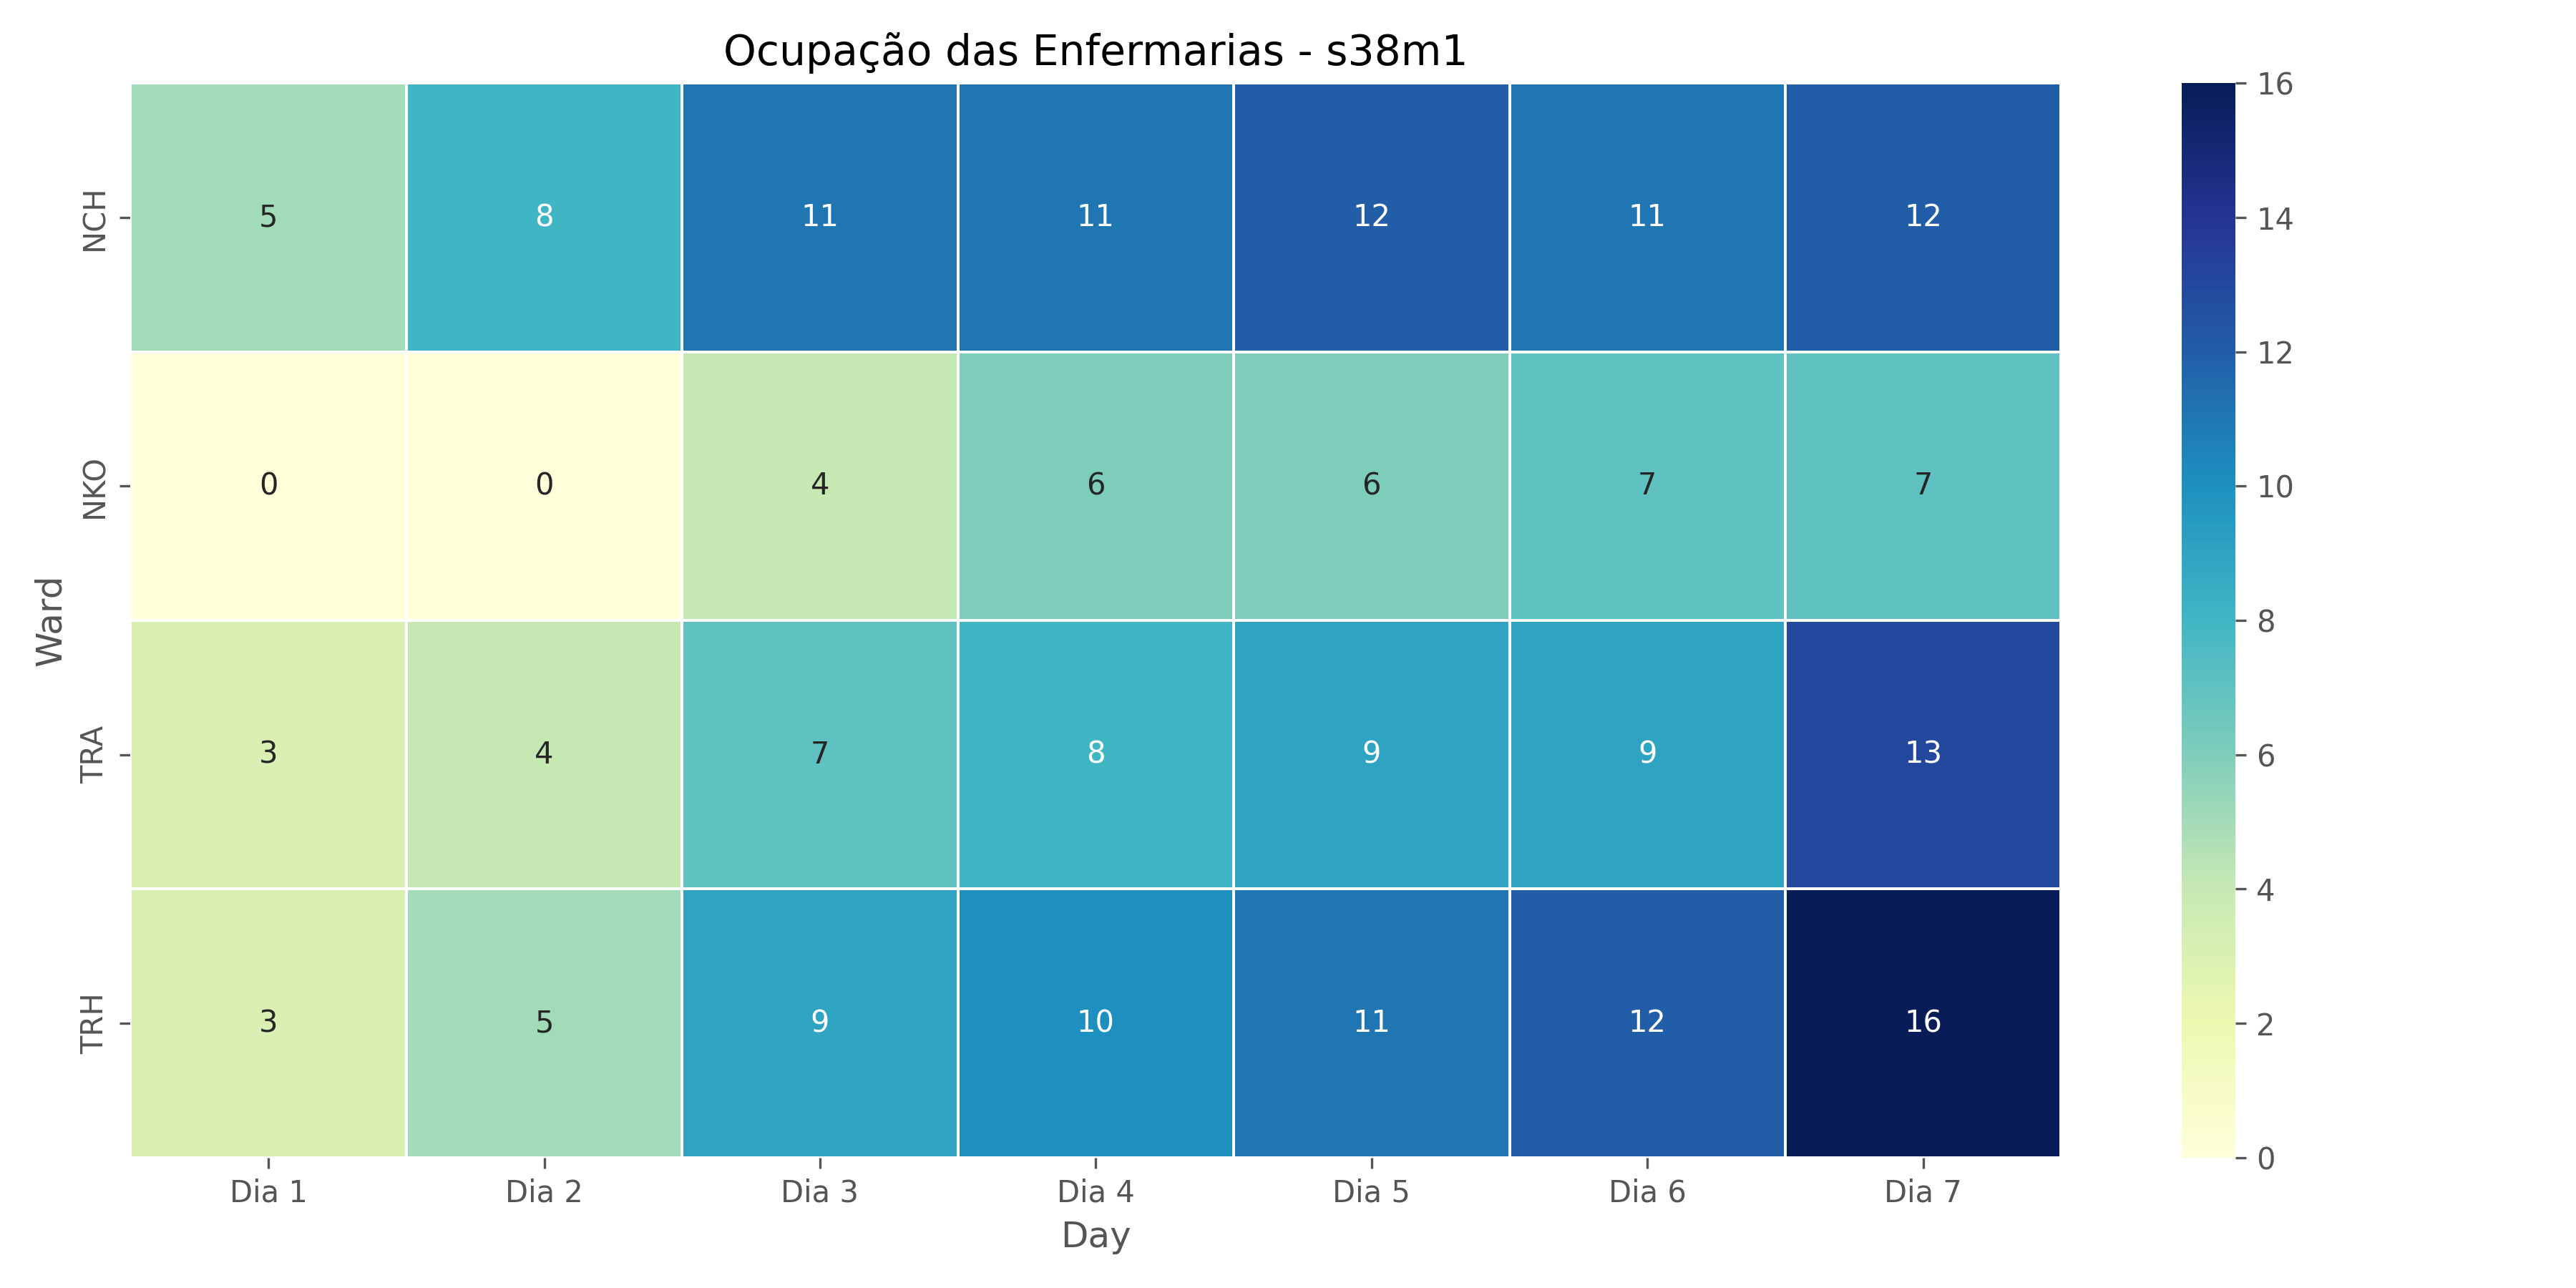 Ocupação das Enfermarias - s38m1
NCH 5 8 11 11 12 11 12
NKO 0 0 4 6 6 7 7
TRA 3 4 7 8 9 9 13
TRH 3 5 9 10 11 12 16
Dia 1 Dia 2 Dia 3 Dia 4 Dia 5 Dia 6 Dia 7
Day
Ward
16
14
12
10
8
6
4
2
0